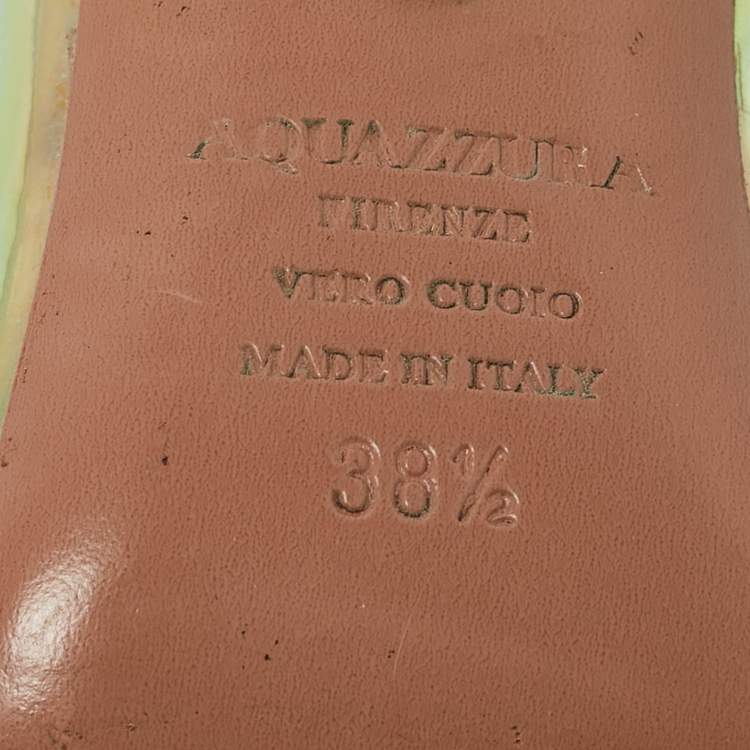 AQUAZZURA
FIRENZE
VERO CUOIO
MADE IN ITALY
38½